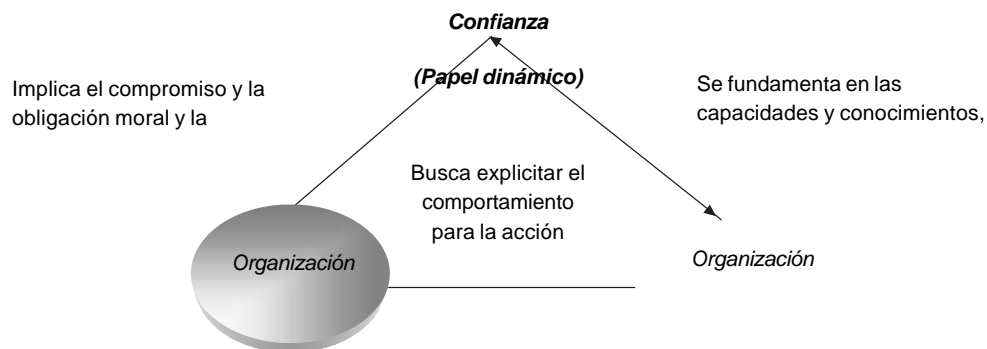 Confianza
(Papel dinámico)
Implica el compromiso y la
obligación moral y la
Se fundamenta en las
capacidades y conocimientos,
Busca explicitar el
comportamiento
para la acción
Organización
Organización